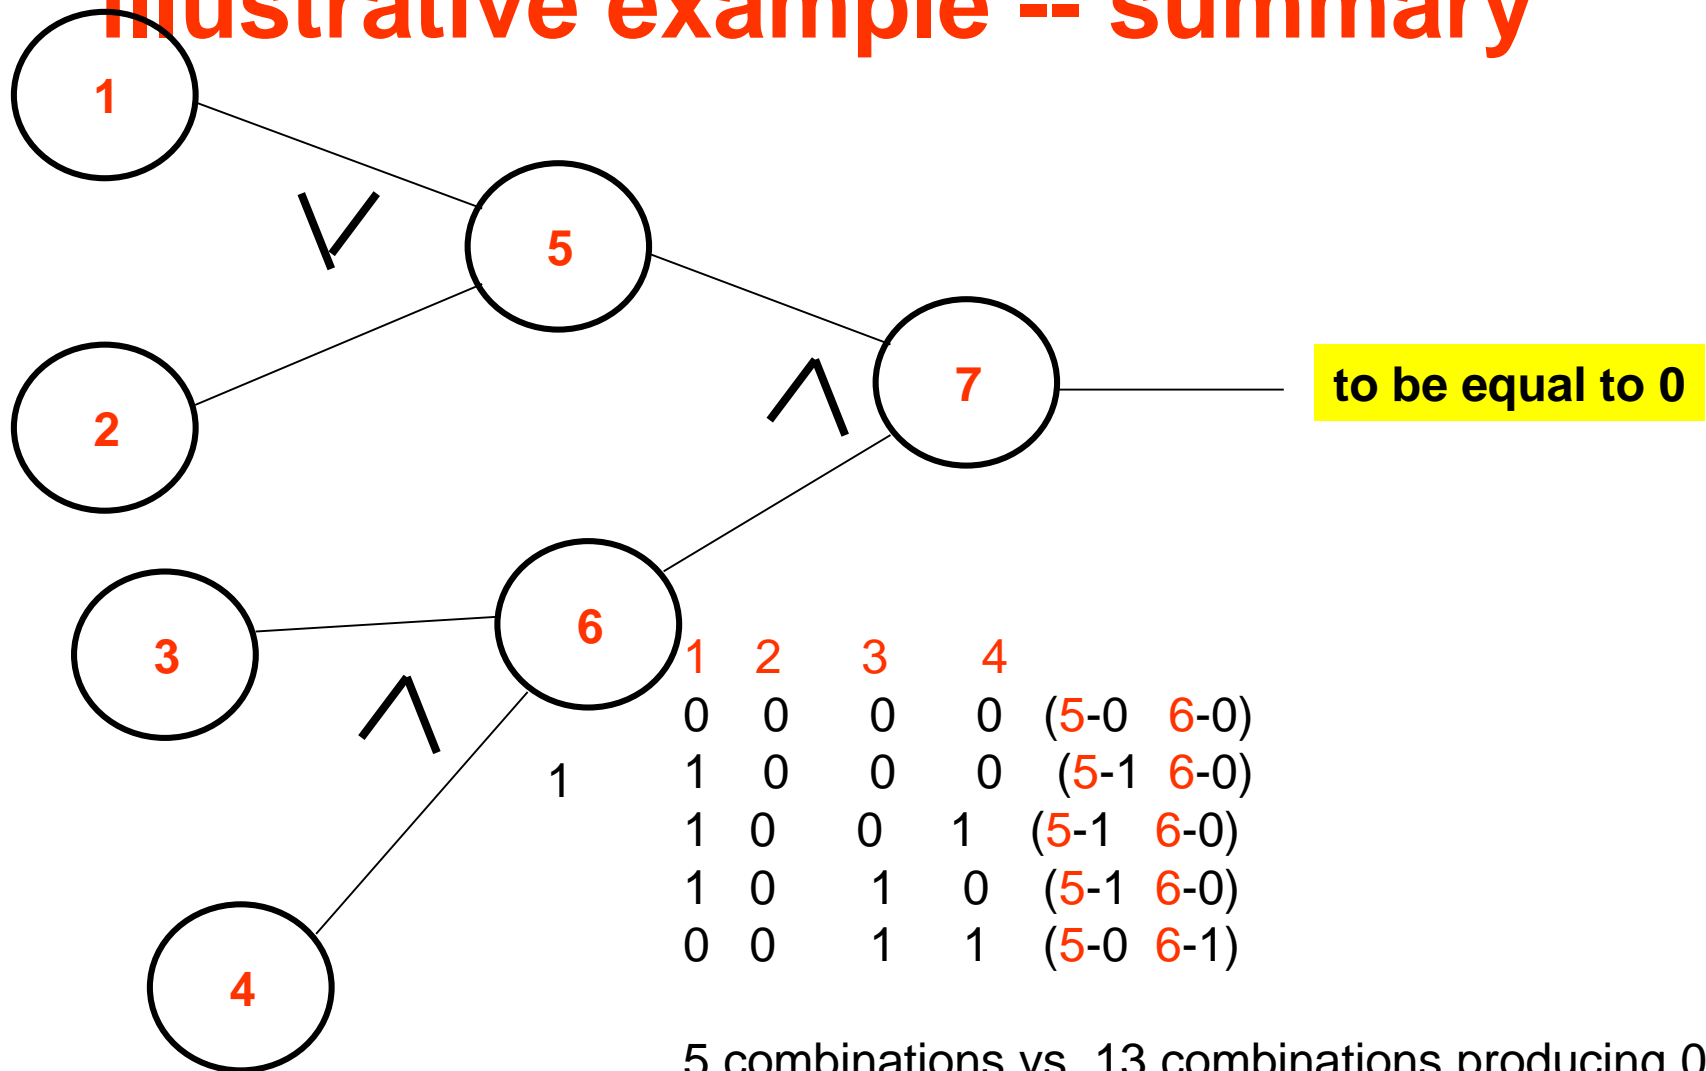 Illustrative example -- summary
1
5
2
7
to be equal to 0
6
3
1 2 3 4
0 0 0 0 (5-0 6-0)
1
1 0 0 0 (5-1 6-0)
1 0 0 1 (5-1 6-0)
1 0 1 0 (5-1 6-0)
0 0 1 1 (5-0 6-1)
4
5 combinations vs. 13 combinations producing 0